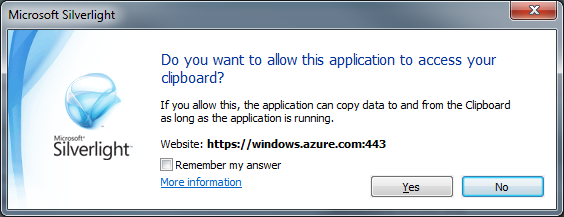 Microsoft Silverlight
Do you want to allow this application to access your
clipboard?
If you allow this, the application can copy data to and from the Clipboard
as long as the application is running.
Microsoft®
Silverlight™
Website: https://windows.azure.com:443
Remember my answer
More information
Yes
No